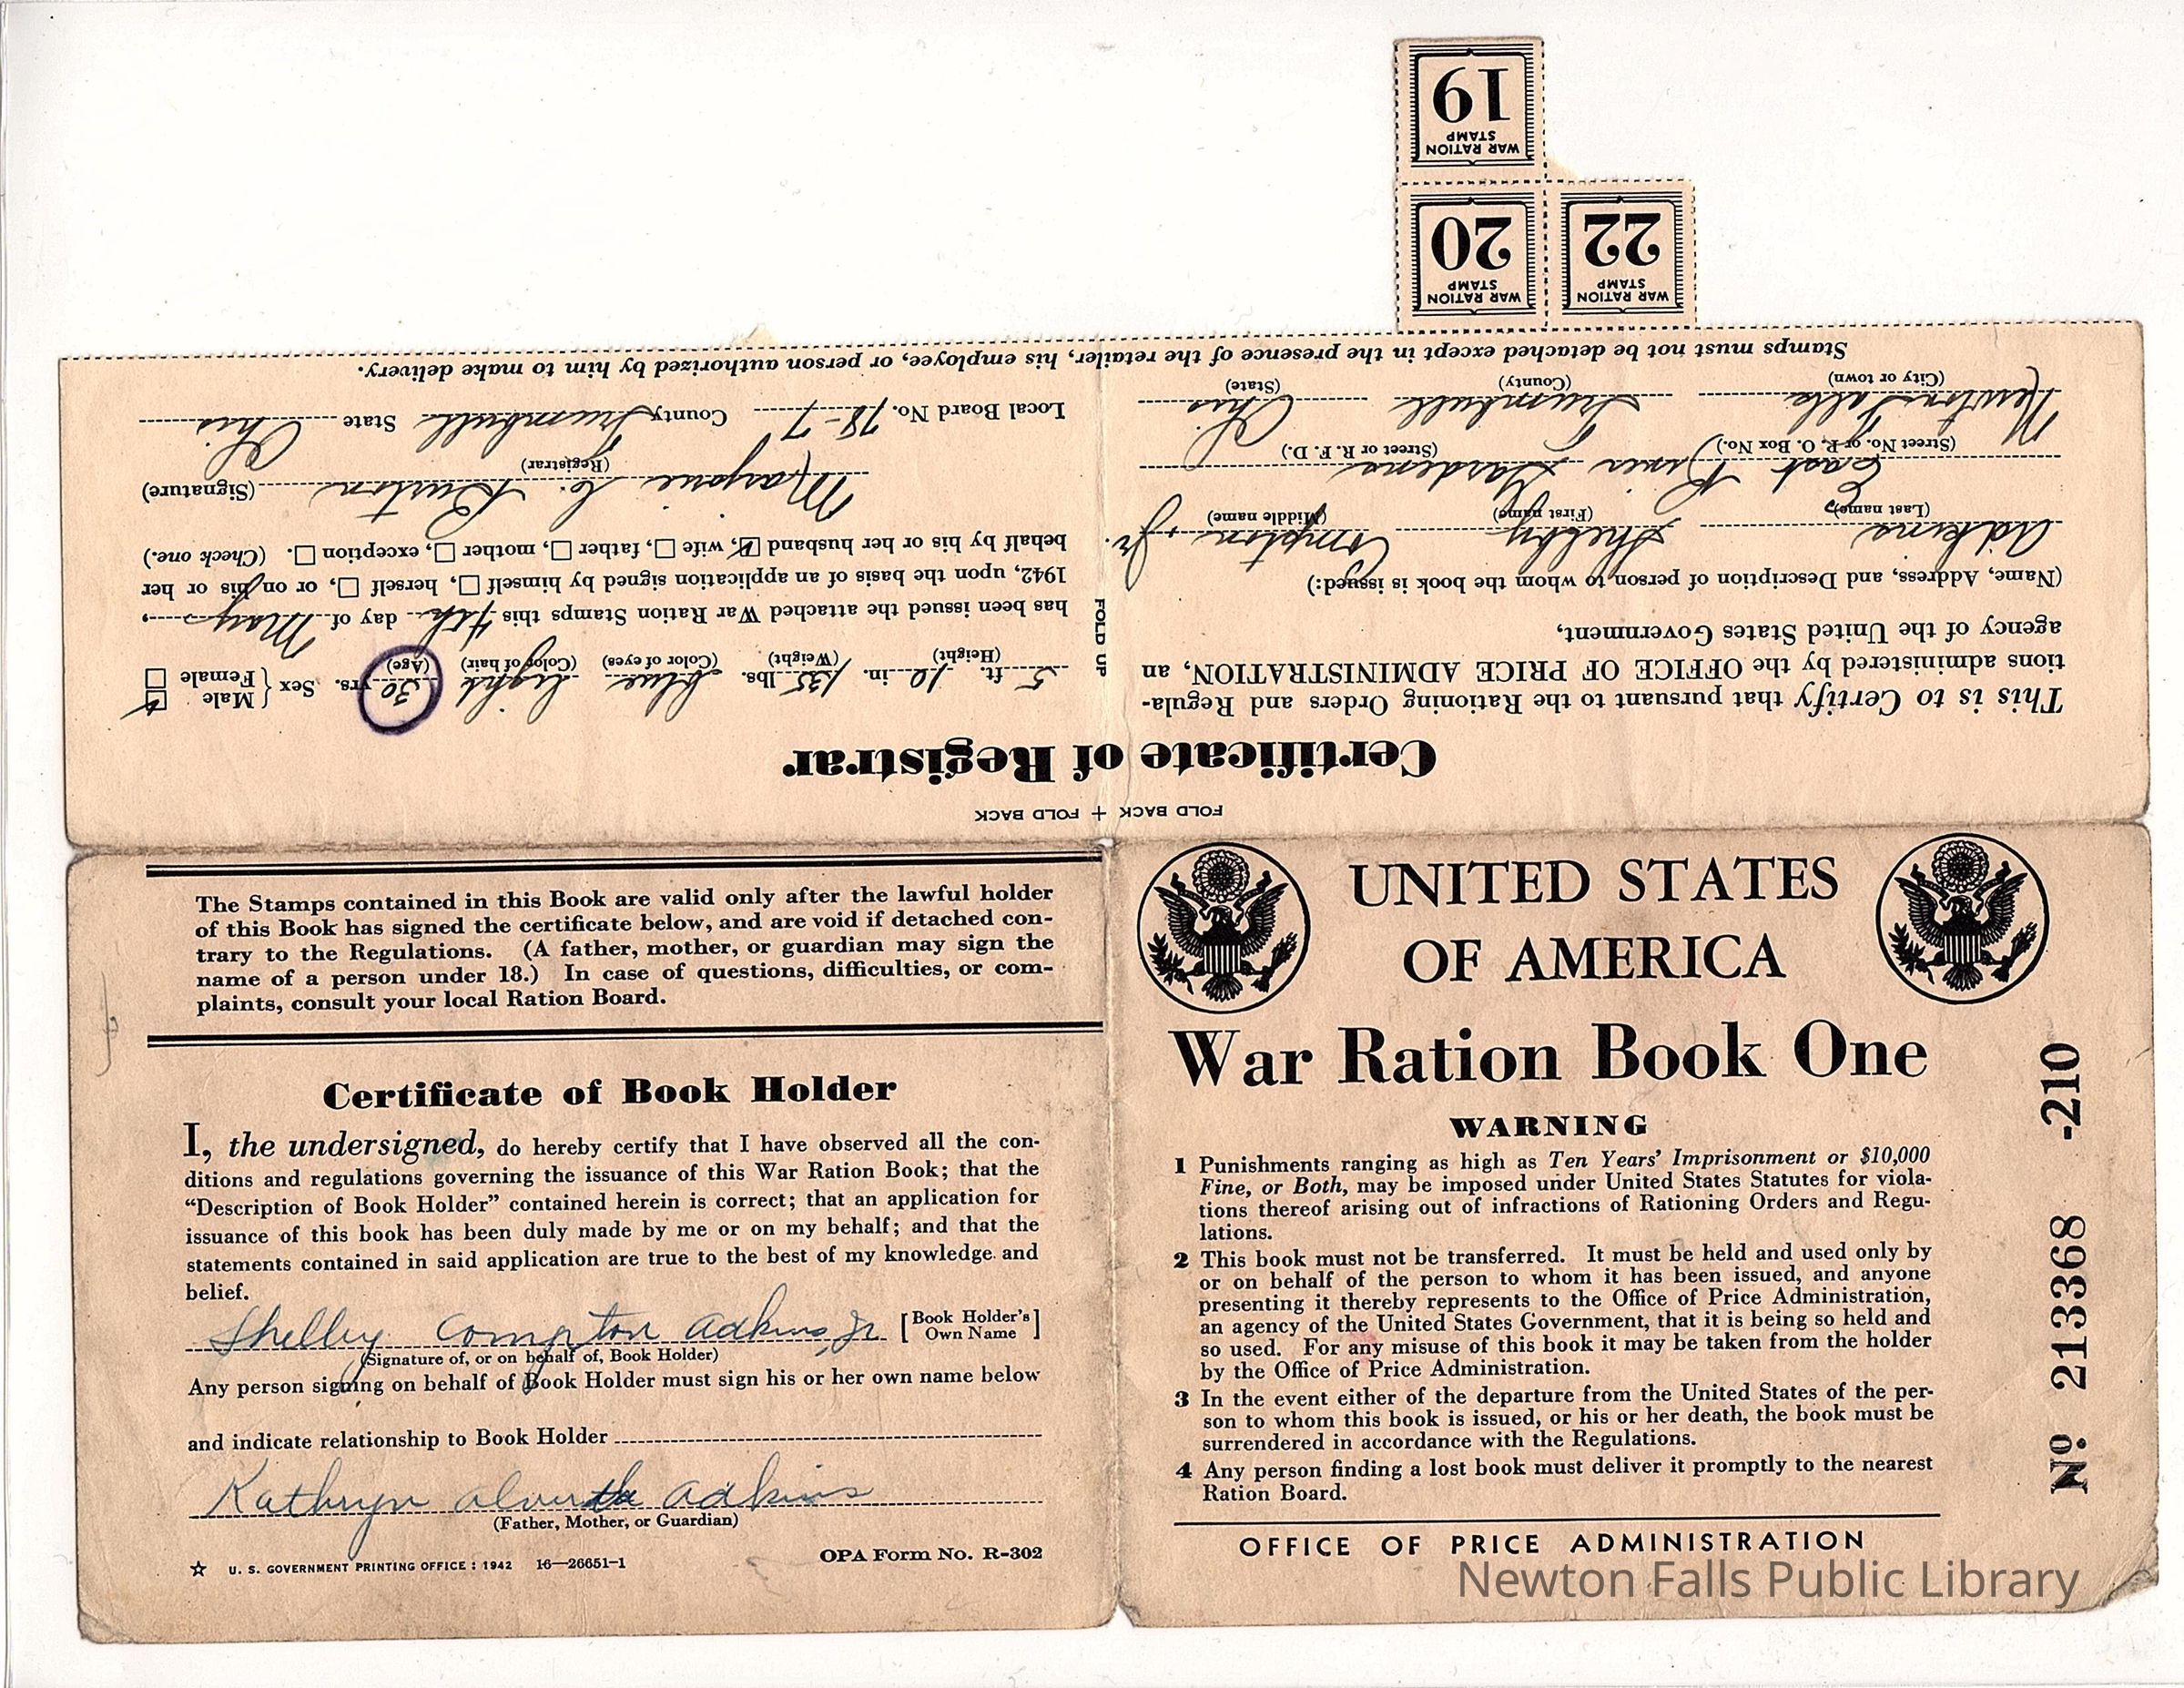 19
WAR RATION
STAMP
20
WAR RATION
STAMP
22
WAR RATION
STAMP
FOLD BACK + FOLD BACK
Certificate of Registrar
This is to Certify that pursuant to the Rationing Orders and Regula-
tions administered by the OFFICE OF PRICE ADMINISTRATION, an
agency of the United States Government,
(Name, Address, and Description of person to whom the book is issued:)
Adkins Shelby Compton, Jr.
(Last name) (First name) (Middle name)
East River Gardens
(Street No. or P. O. Box No.) (Street or R. F. D.)
Newton Falls Trumbull Ohio
(City or town) (County) (State)
FOLD UP
5 ft. 10 in. 135 lbs. blue light 30 yrs. Sex { Male
Female
(Height) (Weight) (Color of eyes) (Color of hair) (Age)
has been issued the attached War Ration Stamps this 4th day of May,
1942, upon the basis of an application signed by himself □, herself □, or on his or her
behalf by his or her husband □, wife □, father □, mother □, exception □. (Check one.)
Marjorie C. Burton (Signature)
(Registrar)
Local Board No. 78-7 County Trumbull State Ohio
Stamps must not be detached except in the presence of the retailer, his employee, or person authorized by him to make delivery.
The Stamps contained in this Book are valid only after the lawful holder
of this Book has signed the certificate below, and are void if detached con-
trary to the Regulations. (A father, mother, or guardian may sign the
name of a person under 18.) In case of questions, difficulties, or com-
plaints, consult your local Ration Board.
Certificate of Book Holder
I, the undersigned, do hereby certify that I have observed all the con-
ditions and regulations governing the issuance of this War Ration Book; that the
“Description of Book Holder” contained herein is correct; that an application for
issuance of this book has been duly made by me or on my behalf; and that the
statements contained in said application are true to the best of my knowledge and
belief.
Shelby Compton Adkins, Jr. [Book Holder's
Own Name]
(Signature of, or on behalf of, Book Holder)
Any person signing on behalf of Book Holder must sign his or her own name below
and indicate relationship to Book Holder
Kathryn Adkins
(Father, Mother, or Guardian)
☆ U. S. GOVERNMENT PRINTING OFFICE : 1942 16—26651-1
OPA Form No. R-302
UNITED STATES
OF AMERICA
War Ration Book One
WARNING
1 Punishments ranging as high as Ten Years' Imprisonment or $10,000
Fine, or Both, may be imposed under United States Statutes for viola-
tions thereof arising out of infractions of Rationing Orders and Regu-
lations.
2 This book must not be transferred. It must be held and used only by
or on behalf of the person to whom it has been issued, and anyone
presenting it thereby represents to the Office of Price Administration,
an agency of the United States Government, that it is being so held and
so used. For any misuse of this book it may be taken from the holder
by the Office of Price Administration.
3 In the event either of the departure from the United States of the per-
son to whom this book is issued, or his or her death, the book must be
surrendered in accordance with the Regulations.
4 Any person finding a lost book must deliver it promptly to the nearest
Ration Board.
OFFICE OF PRICE ADMINISTRATION
No. 213368 -210
Newton Falls Public Library